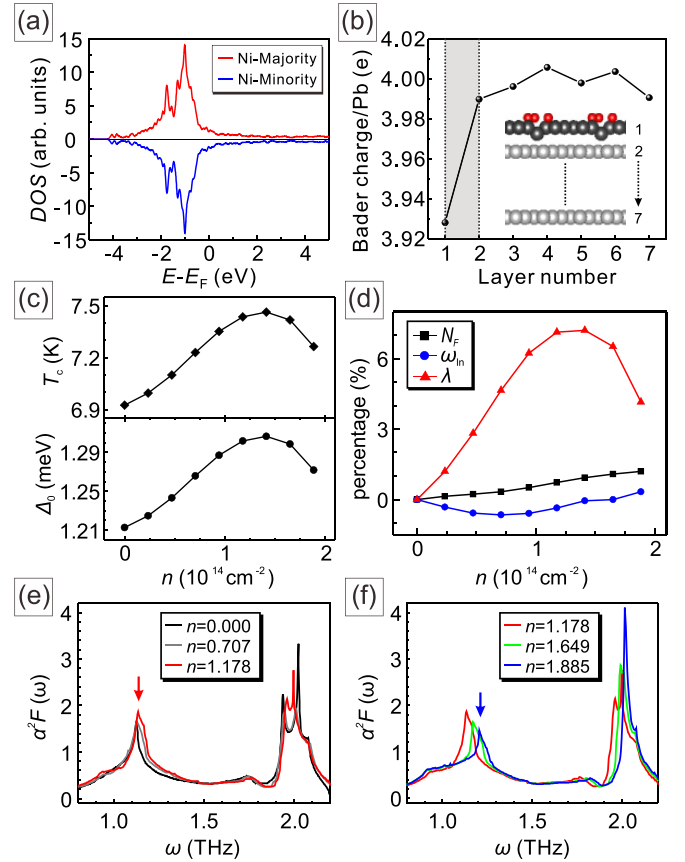 (a)
15
10
5
0
-5
-10
-15
DOS (arb. units)
Ni-Majority
Ni-Minority
-4 -2 0 2 4
E-E_F (eV)
(b)
4.02
4.00
3.98
3.96
3.94
3.92
Bader charge/Pb (e)
1
2
7
1 2 3 4 5 6 7
Layer number
(c)
7.5
7.2
6.9
T_c (K)
1.29
1.25
1.21
Δ_0 (meV)
0 1 2
n (10^14 cm^-2)
(d)
N_F
ω_ln
λ
6
3
0
percentage (%)
0 1 2
n (10^14 cm^-2)
(e)
4
3
2
1
0
α²F (ω)
n=0.000
n=0.707
n=1.178
1.0 1.5 2.0
ω (THz)
(f)
4
3
2
1
0
α²F (ω)
n=1.178
n=1.649
n=1.885
1.0 1.5 2.0
ω (THz)